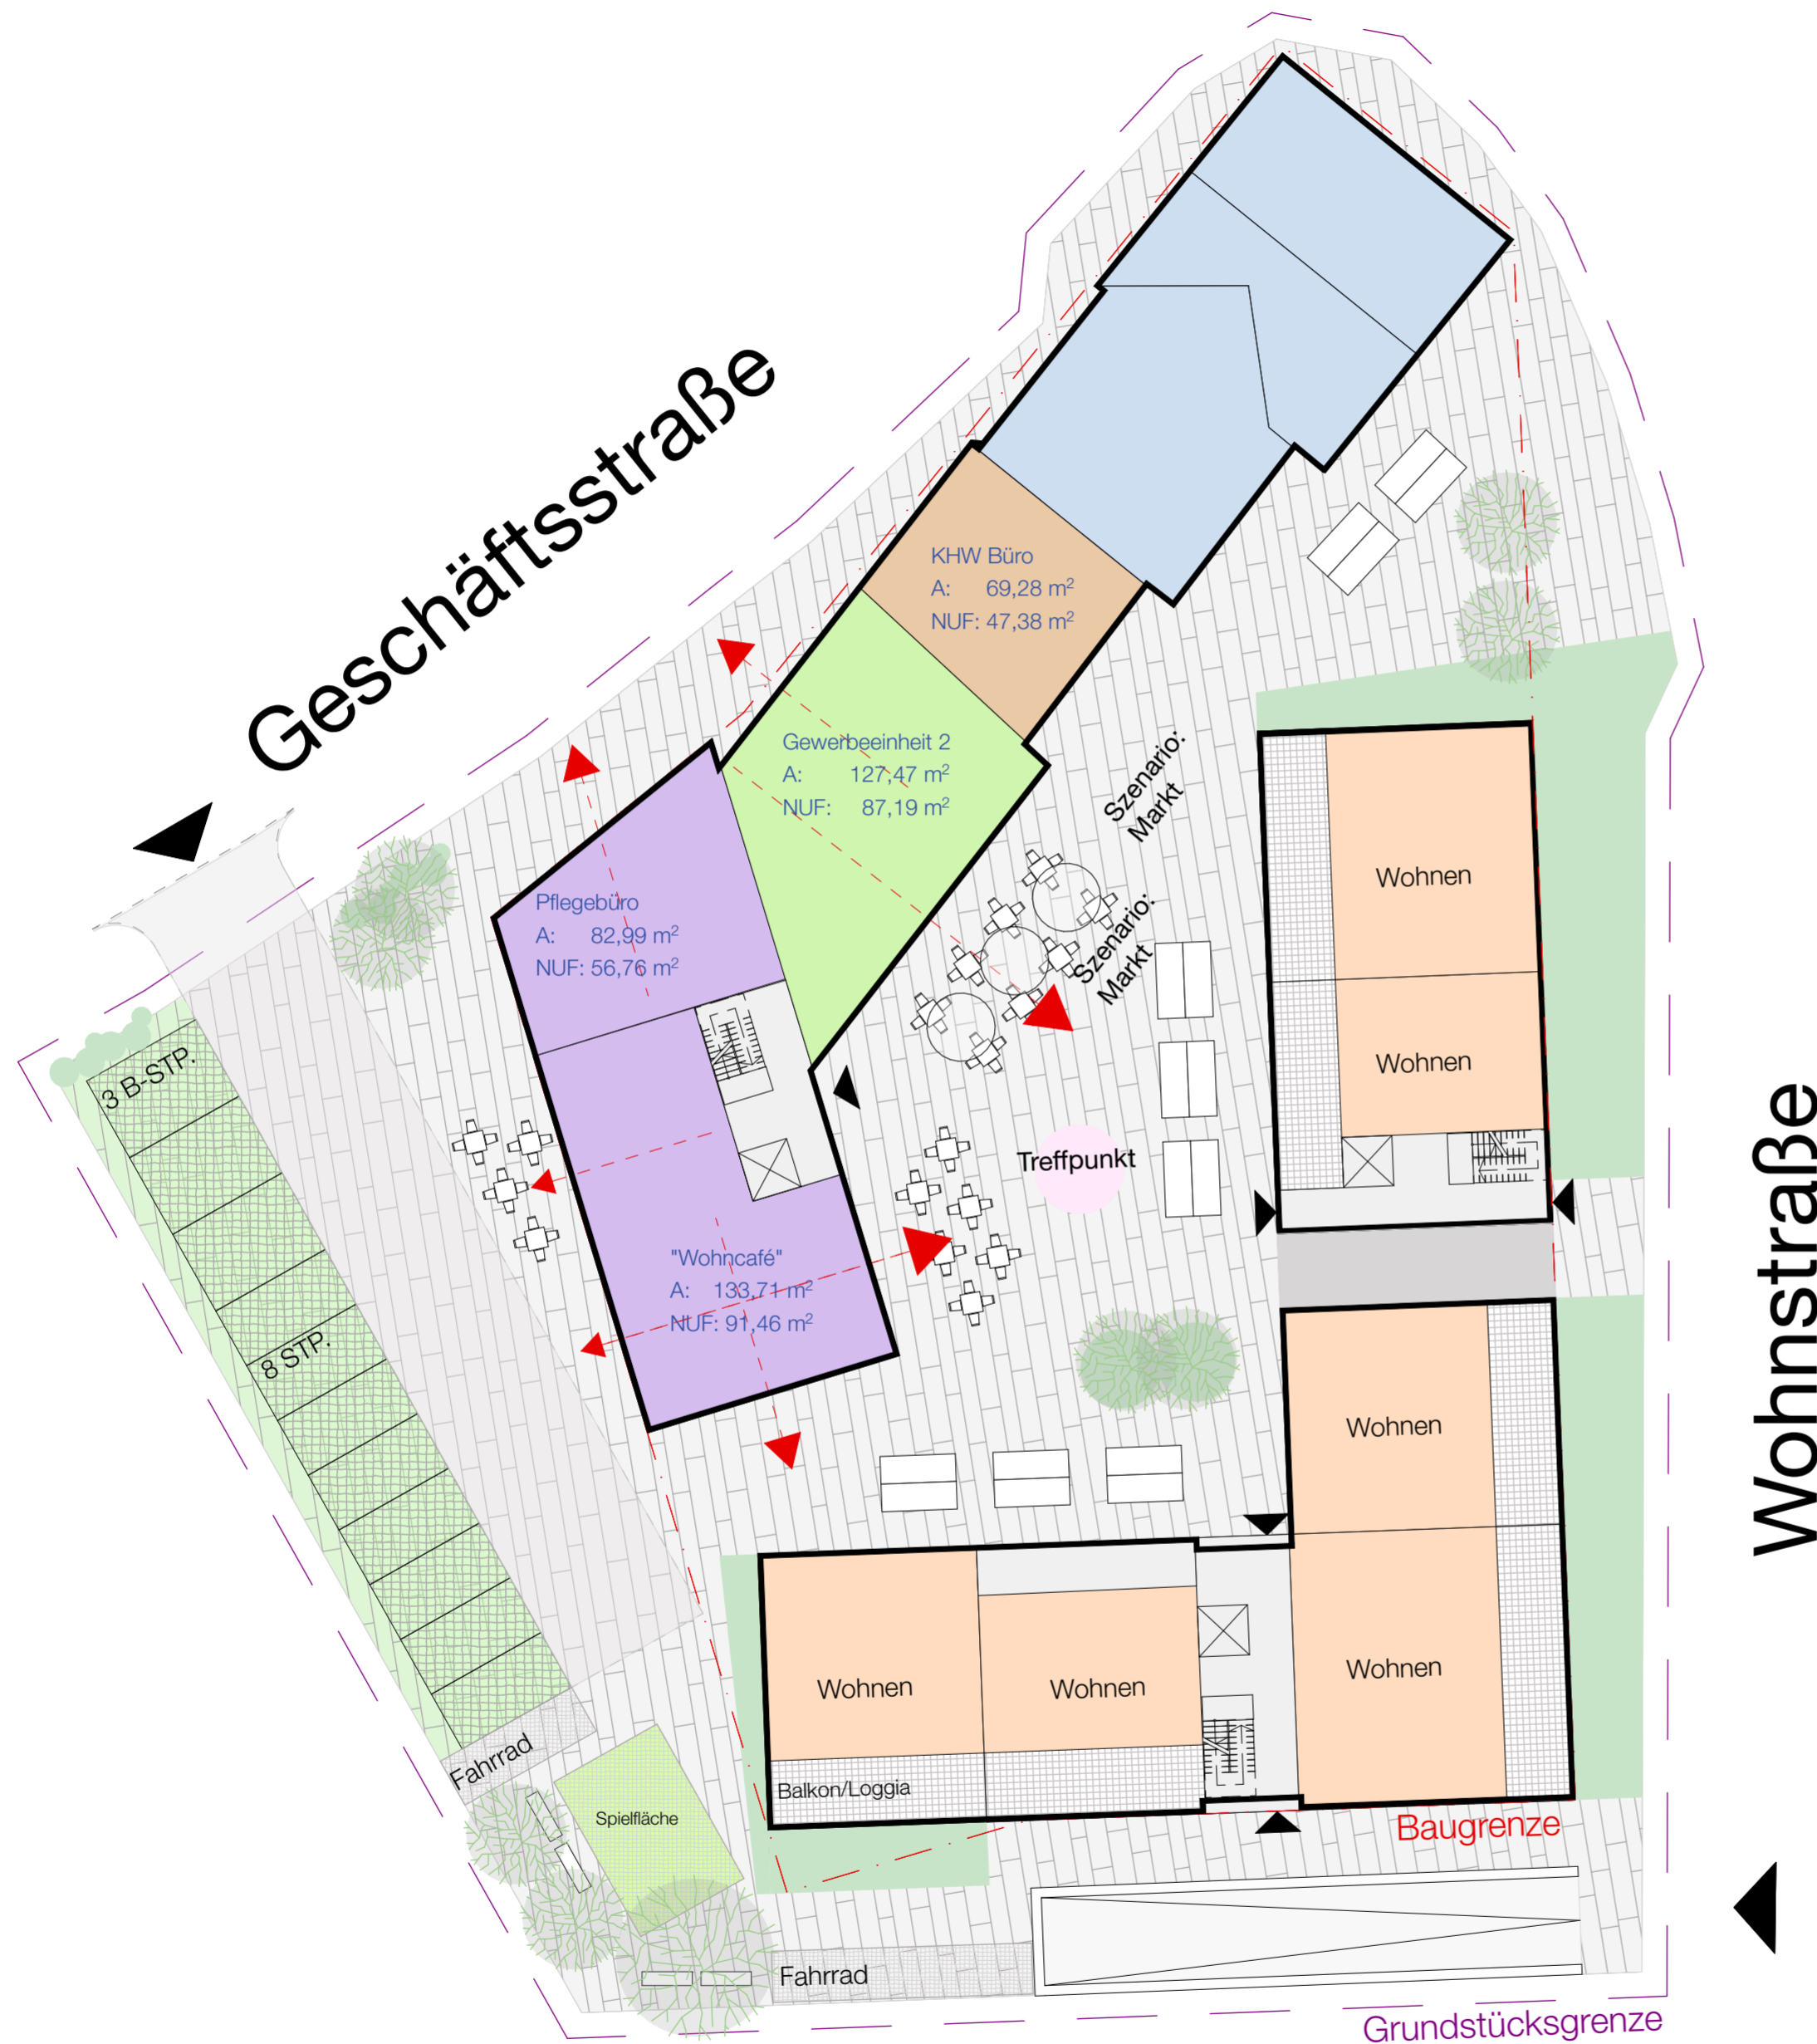 Geschäftsstraße
KHW Büro
A: 69,28 m²
NUF: 47,38 m²
Gewerbeeinheit 2
A: 127,47 m²
NUF: 87,19 m²
Szenario:
Markt
Pflegebüro
A: 82,99 m²
NUF: 56,76 m²
Szenario:
Markt
Wohnen
Wohnen
3 B-STP.
Treffpunkt
Wohnstraße
"Wohncafé"
A: 133,71 m²
NUF: 91,46 m²
8 STP.
Wohnen
Wohnen
Wohnen
Wohnen
Fahrrad
Balkon/Loggia
Spielfläche
Baugrenze
Fahrrad
Grundstücksgrenze